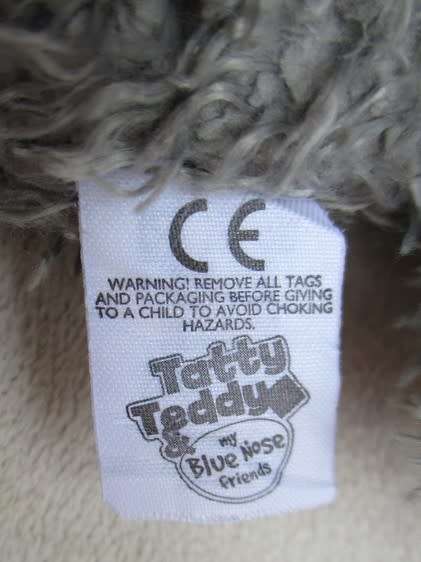 CE
WARNING! REMOVE ALL TAGS
AND PACKAGING BEFORE GIVING
TO A CHILD TO AVOID CHOKING
HAZARDS.
Tatty
Teddy
& my
Blue Nose
Friends